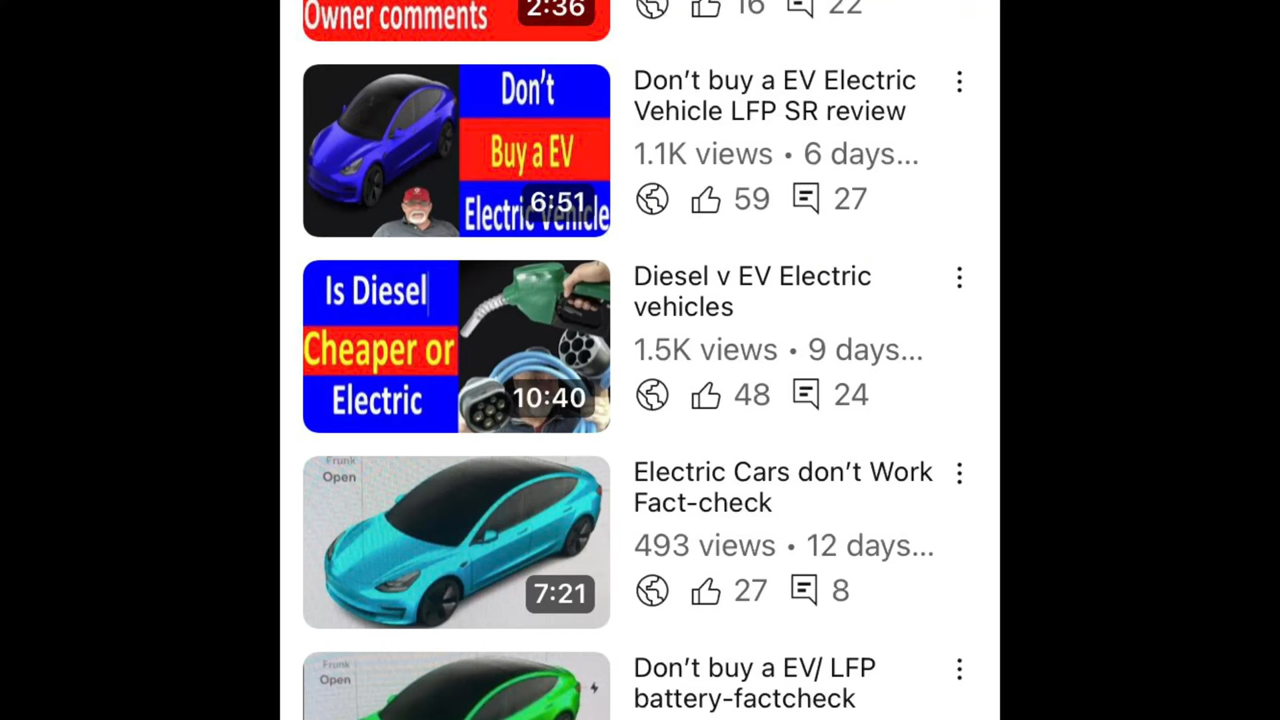 Owner comments
2:36
16
22
Don't
Buy a EV
Electric Vehicle
6:51
Don't buy a EV Electric
Vehicle LFP SR review
1.1K views • 6 days...
59
27
Is Diesel
Cheaper or
Electric
10:40
Diesel v EV Electric
vehicles
1.5K views • 9 days...
48
24
Frunk
Open
7:21
Electric Cars don't Work
Fact-check
493 views • 12 days...
27
8
Frunk
Open
Don't buy a EV/ LFP
battery-factcheck